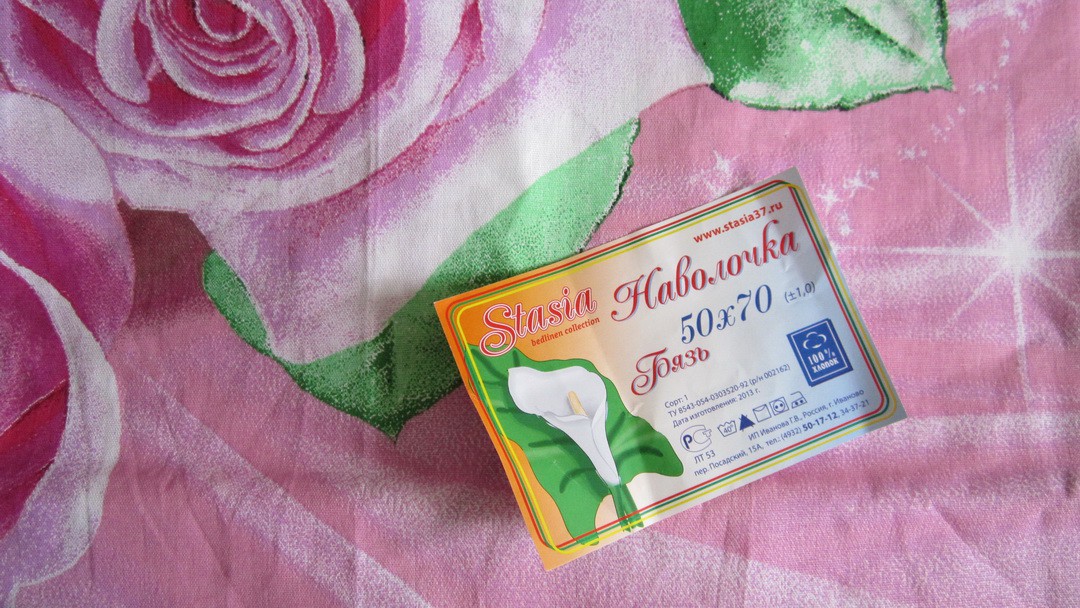 www.stasia37.ru
Stasia
bedlinen collection
Наволочка
50х70 (±1,0)
Бязь
100%
ХЛОПОК
Сорт: 1
ТУ 8543-054-0303520-92 (р/н 002162)
Дата изготовления: 2013 г.
40°
ЛТ 53
ИП Иванова Г.В., Россия, г. Иваново
пер. Посадский, 15А, тел.: (4932) 50-17-12, 34-37-21